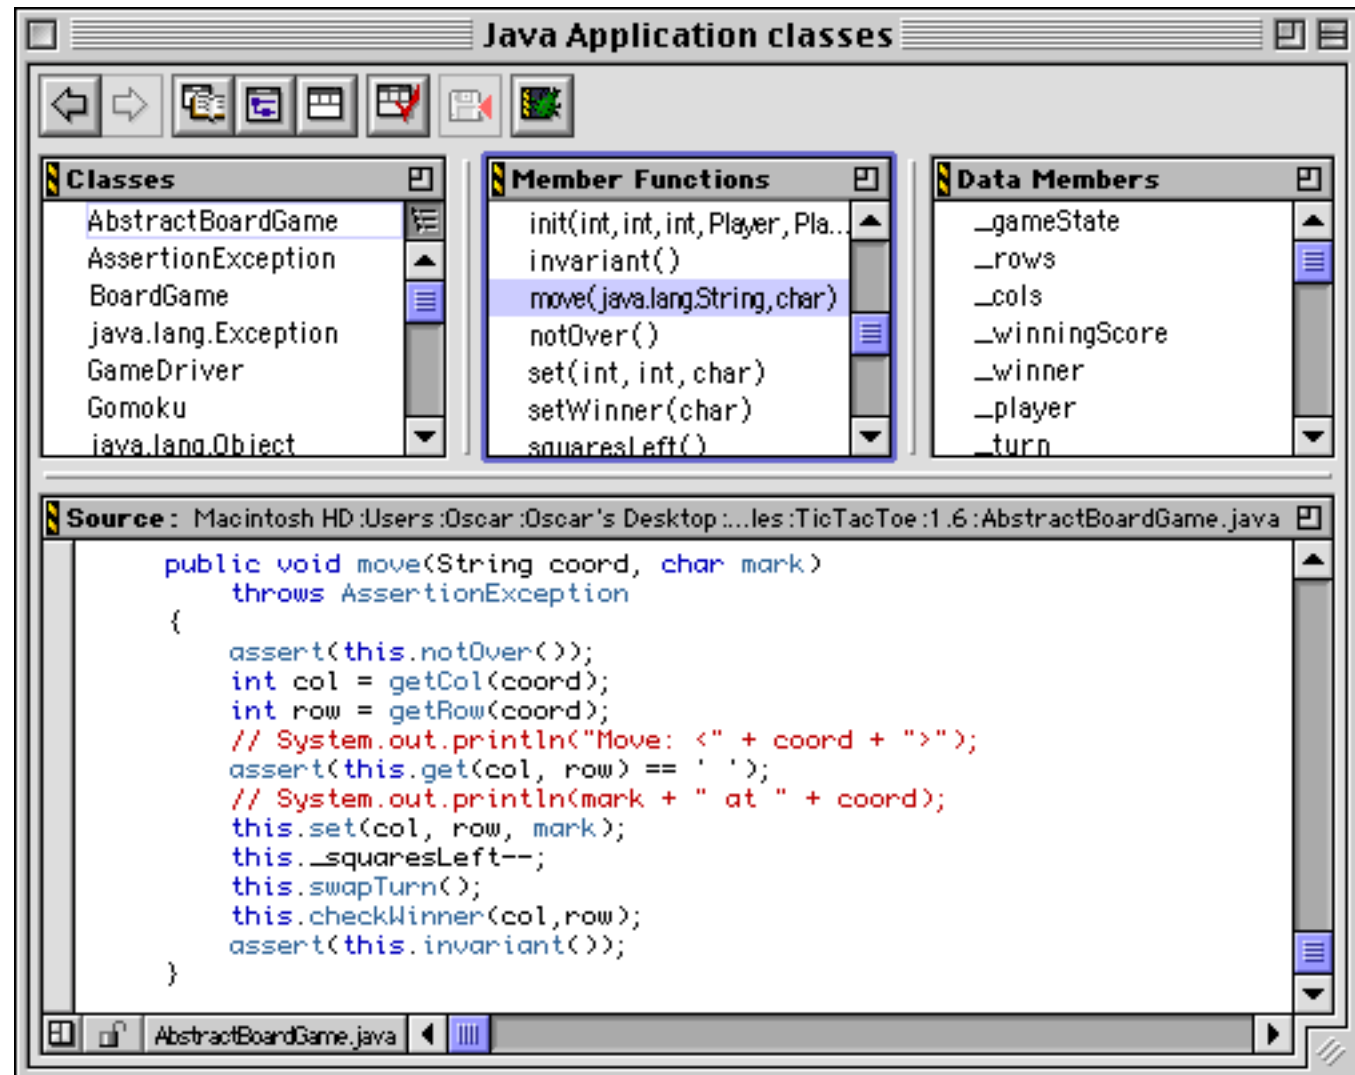 Java Application classes
Classes
AbstractBoardGame
AssertionException
BoardGame
java.lang.Exception
GameDriver
Gomoku
java.lang.Object
Member Functions
init(int, int, int, Player, Pla...
invariant()
move(java.lang.String, char)
notOver()
set(int, int, char)
setWinner(char)
squaresLeft()
Data Members
_gameState
_rows
_cols
_winningScore
_winner
_player
_turn
Source: Macintosh HD:Users:Oscar:Oscar's Desktop:...les:TicTacToe:1.6:AbstractBoardGame.java
public void move(String coord, char mark)
throws AssertionException
{
assert(this.notOver());
int col = getCol(coord);
int row = getRow(coord);
// System.out.println("Move: <" + coord + ">");
assert(this.get(col, row) == ' ');
// System.out.println(mark + " at " + coord);
this.set(col, row, mark);
this._squaresLeft--;
this.swapTurn();
this.checkWinner(col,row);
assert(this.invariant());
}
AbstractBoardGame.java